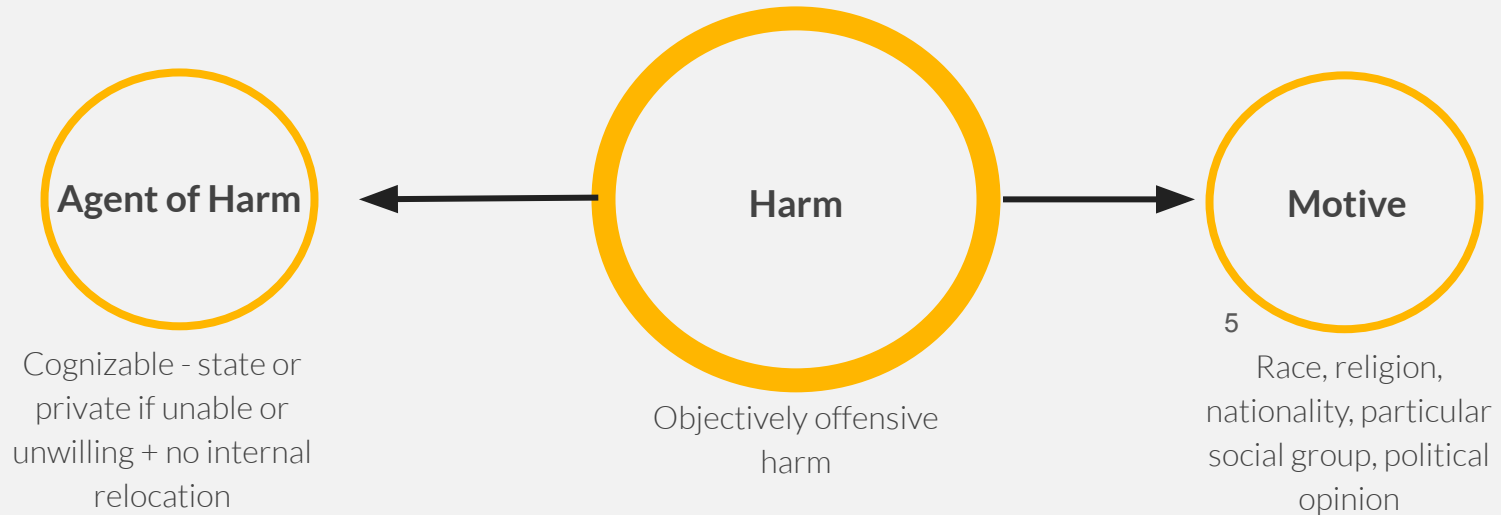 Agent of Harm
Cognizable - state or
private if unable or
unwilling + no internal
relocation
Harm
Objectively offensive
harm
Motive
5
Race, religion,
nationality, particular
social group, political
opinion